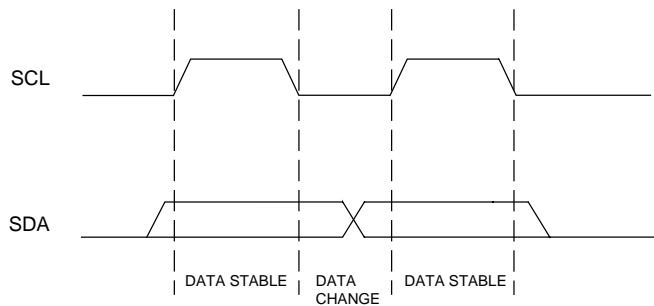 SCL
SDA
DATA STABLE
DATA
CHANGE
DATA STABLE